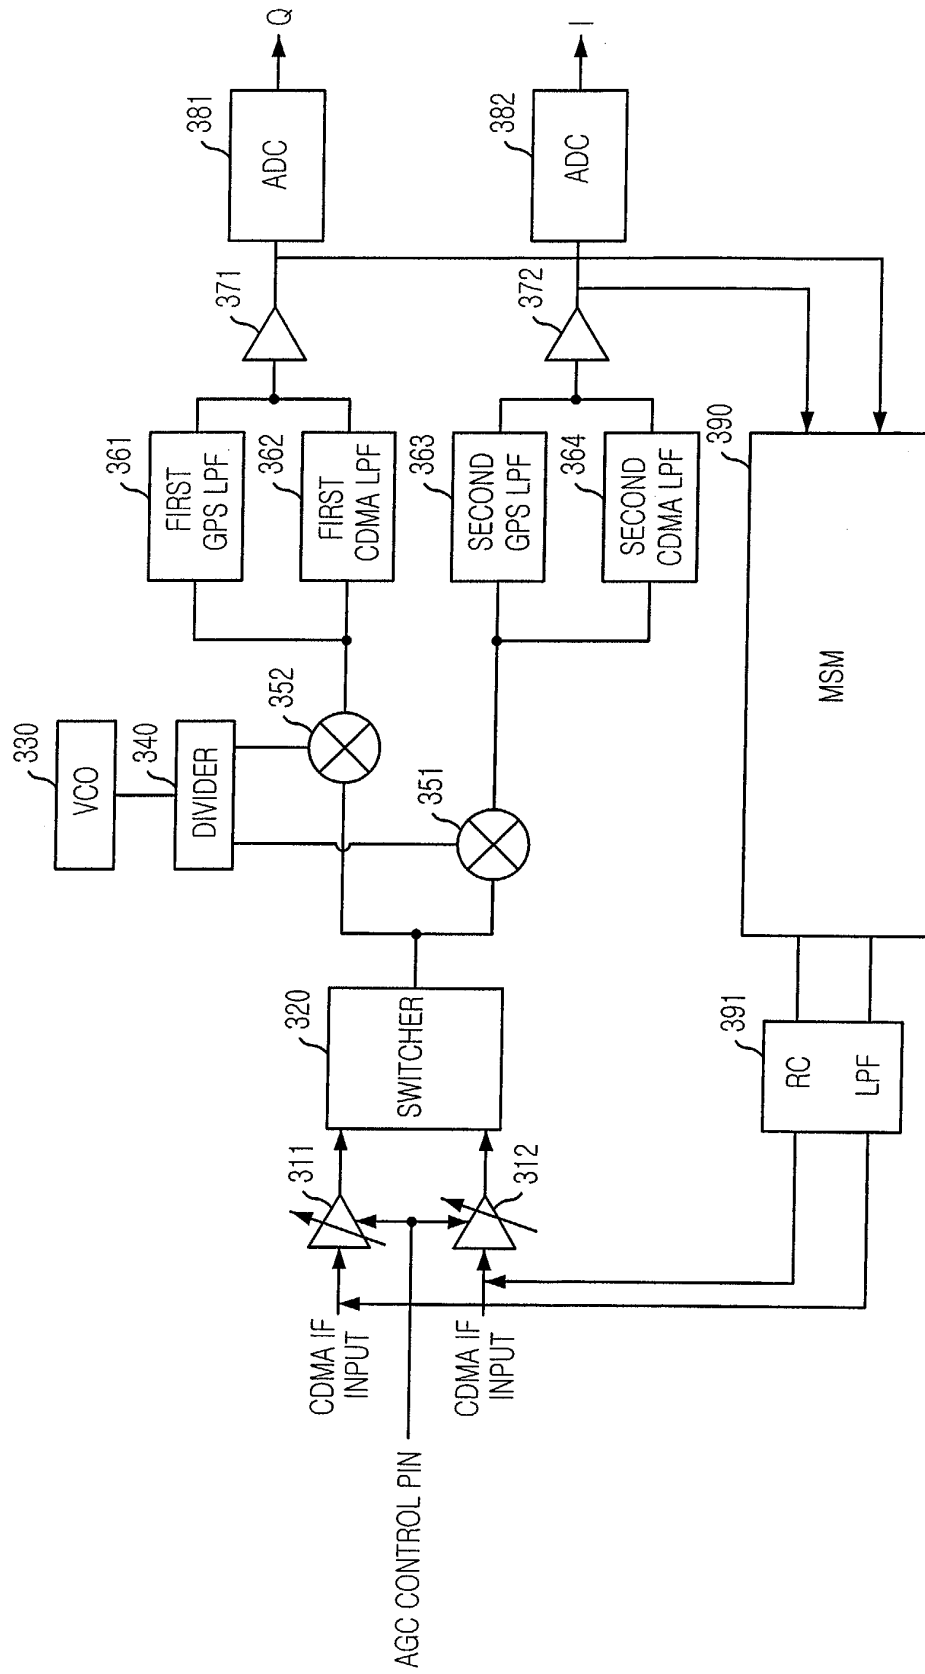 AGC CONTROL PIN
CDMA IF
INPUT
CDMA IF
INPUT
311
312
320
SWITCHER
330
VCO
340
DIVIDER
352
351
361
FIRST
GPS LPF
362
FIRST
CDMA LPF
363
SECOND
GPS LPF
364
SECOND
CDMA LPF
371
372
381
ADC
Q
382
ADC
I
390
MSM
391
RC
LPF